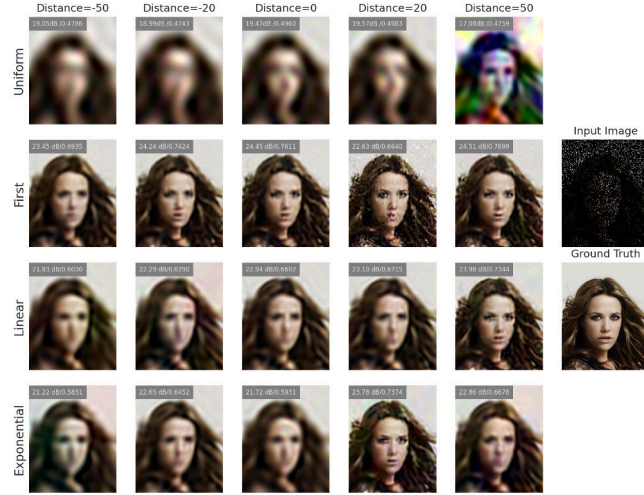 Distance=-50 Distance=-20 Distance=0 Distance=20 Distance=50
Uniform
19.05dB /0.4786 18.99dB /0.4743 19.47dB /0.4960 19.57dB /0.4983 17.08dB /0.4759
First
23.45 dB/0.6935 24.24 dB/0.7424 24.45 dB/0.7611 22.63 dB/0.6640 24.51 dB/0.7699
Input Image
Linear
21.83 dB/0.6030 22.29 dB/0.6290 22.94 dB/0.6602 23.10 dB/0.6715 23.98 dB/0.7344
Ground Truth
Exponential
21.22 dB/0.5831 22.65 dB/0.6452 21.72 dB/0.5931 23.78 dB/0.7374 22.86 dB/0.6678